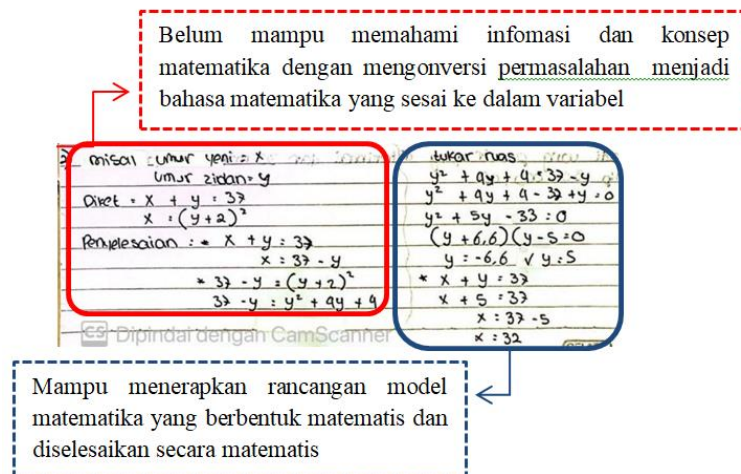 Belum mampu memahami infomasi dan konsep
matematika dengan mengonversi permasalahan menjadi
bahasa matematika yang sesai ke dalam variabel
misal : umur yeni = x
umur zidan = y
Diket = x + y = 37
x = (y+2)²
Penyelesaian : * x + y = 37
x = 37 - y
* 37 - y = (y+2)²
37 - y = y² + 4y + 4
CS Dipindai dengan CamScanner
tukar ruas
y² + 4y + 4 = 37 - y
y² + 4y + 4 - 37 + y = 0
y² + 5y - 33 = 0
(y + 6,6) (y - 5 = 0
y = -6,6 v y = 5
* x + y = 37
x + 5 = 37
x = 37 - 5
x = 32
Mampu menerapkan rancangan model
matematika yang berbentuk matematis dan
diselesaikan secara matematis